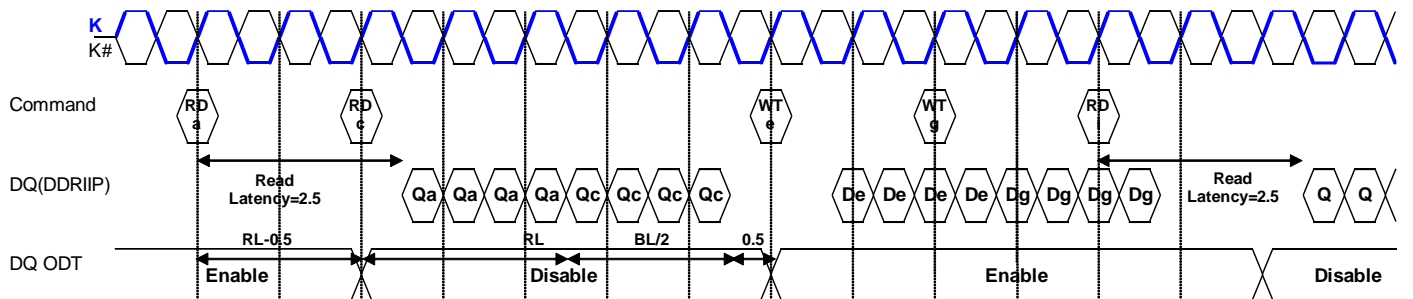 K
K#
Command
RD a
RD c
WT e
WT g
RD
DQ(DDRIIP)
Read Latency=2.5
Qa Qa Qa Qa Qc Qc Qc Qc
De De De De Dg Dg Dg Dg
Read Latency=2.5
Q Q
RL-0.5
RL
BL/2
0.5
DQ ODT
Enable
Disable
Enable
Disable